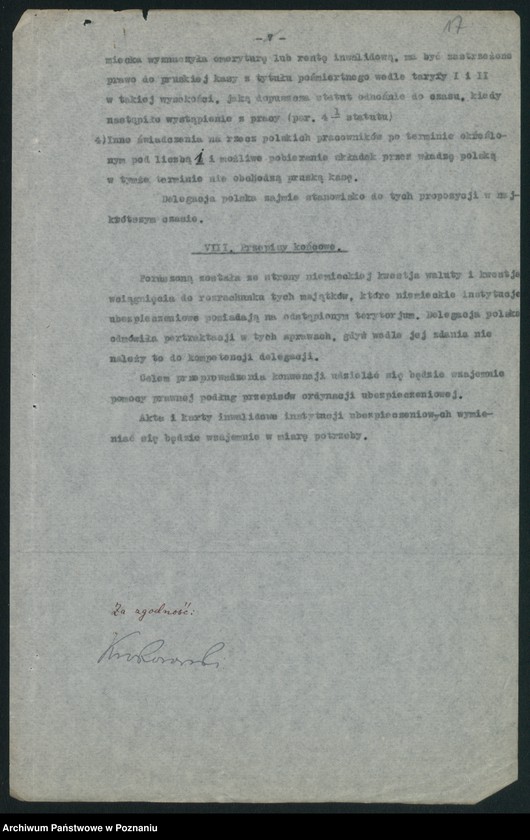 17
- 7 -
miecka wyznaczyła emeryturę lub rentę inwalidową, ma być zastrzeżone
prawo do pruskiej kasy z tytułu pośmiertnego wedle taryfy I i II
w takiej wysokości, jaką dopuszcza statut odnośnie do czasu, kiedy
nastąpiło wystąpienie z pracy (por. 4 statutu)
4) Inne świadczenia na rzecz polskich pracowników po terminie określo-
nym pod liczbą 1 i możliwe pobieranie składek przez władzę polską
w tymże terminie nie obchodzą pruską kasę.
Delegacja polska zajmie stanowisko do tych propozycji w naj-
krótszym czasie.
VIII. Przepisy końcowe.
Poruszoną została ze strony niemieckiej kwestja waluty i kwestja
wciągnięcia do rozrachunku tych majątków, które niemieckie instytucje
ubezpieczeniowe posiadają na odstąpionym terytorjum. Delegacja polska
odmówiła pertraktacji w tych sprawach, gdyż wedle jej zdania nie
należy to do kompetencji delegacji.
Celem przeprowadzenia konwencji udzielać się będzie wzajemnie
pomocy prawnej podług przepisów ordynacji ubezpieczeniowej.
Akta i karty inwalidowe instytucji ubezpieczeniowych wymie-
niać się będzie wzajemnie w miarę potrzeby.
Za zgodność:
Archiwum Państwowe w Poznaniu